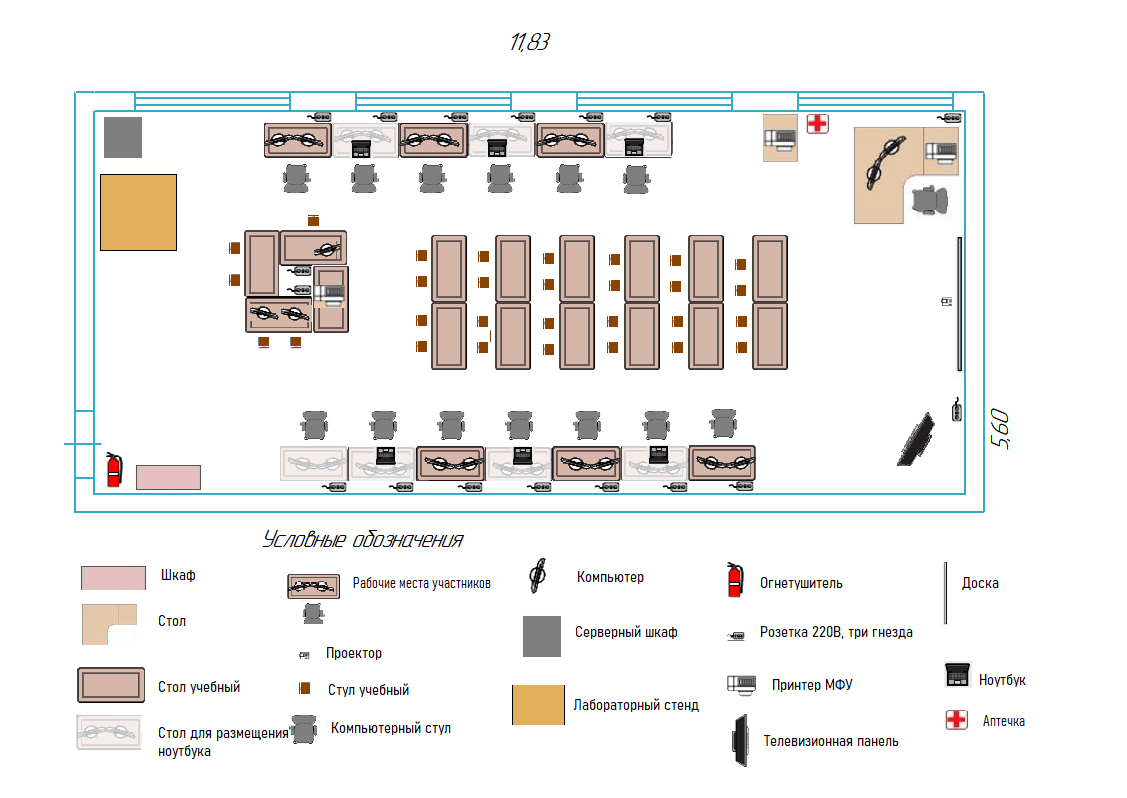 11,83
5,60
Условные обозначения
Шкаф
Рабочие места участников
Компьютер
Огнетушитель
Доска
Стол
Серверный шкаф
Розетка 220В, три гнезда
Проектор
Стол учебный
Стул учебный
Принтер МФУ
Ноутбук
Лабораторный стенд
Аптечка
Стол для размещения
ноутбука
Компьютерный стул
Телевизионная панель